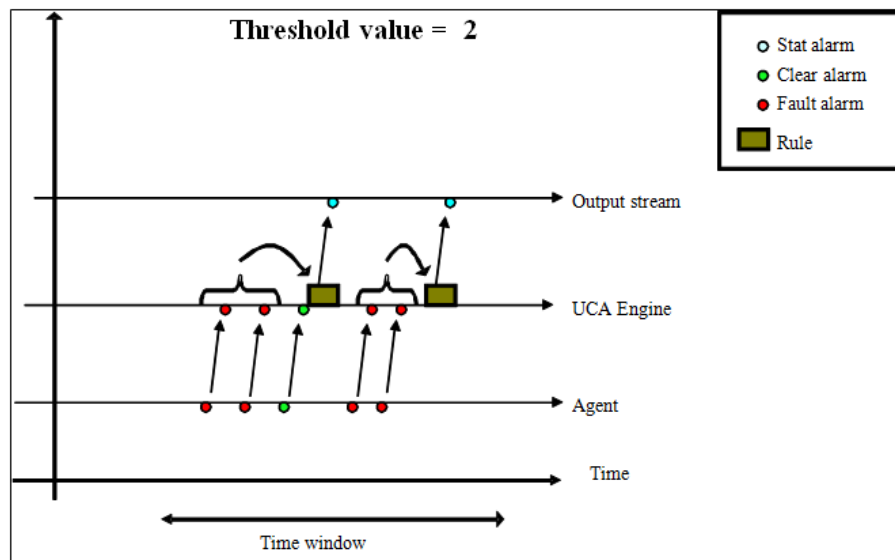 Threshold value = 2
Stat alarm
Clear alarm
Fault alarm
Rule
Output stream
UCA Engine
Agent
Time
Time window